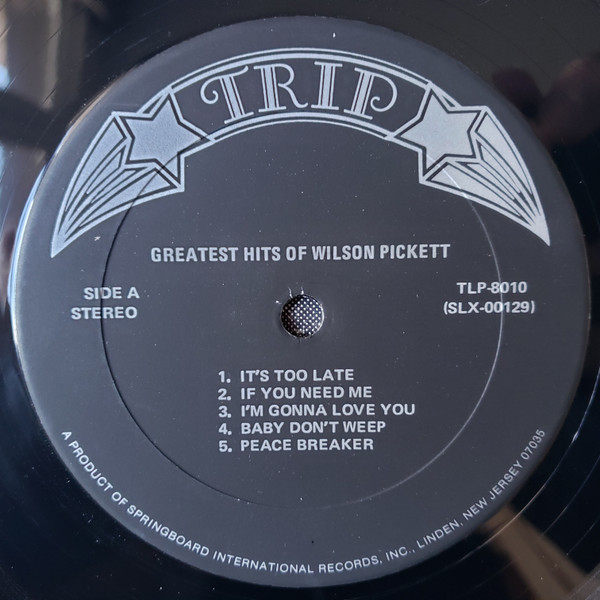 TRIP
GREATEST HITS OF WILSON PICKETT
SIDE A
STEREO
TLP-8010
(SLX-00129)
1. IT'S TOO LATE
2. IF YOU NEED ME
3. I'M GONNA LOVE YOU
4. BABY DON'T WEEP
5. PEACE BREAKER
A PRODUCT OF SPRINGBOARD INTERNATIONAL RECORDS, INC., LINDEN, NEW JERSEY 07035